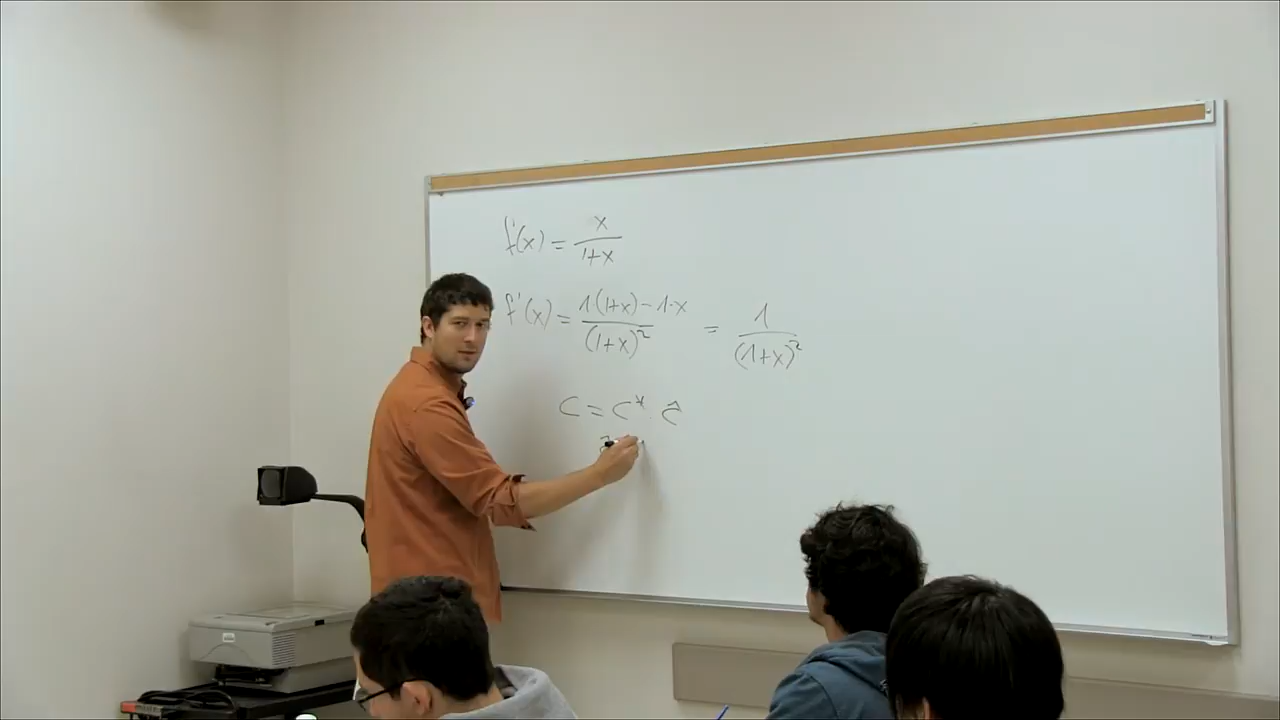 f(x) = x/(1+x)
f'(x) = (1·(1+x) - 1·x)/(1+x)² = 1/(1+x)²
C = C* ĉ